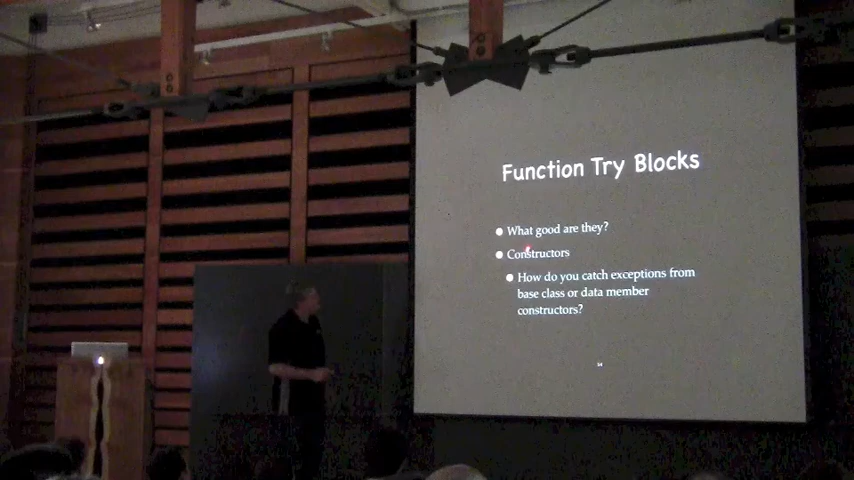 Function Try Blocks
What good are they?
Constructors
How do you catch exceptions from
base class or data member
constructors?